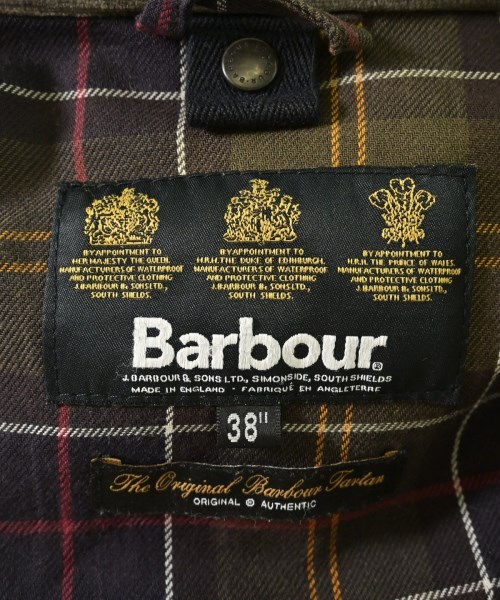 BY APPOINTMENT TO
HER MAJESTY THE QUEEN.
MANUFACTURERS OF WATERPROOF
AND PROTECTIVE CLOTHING
J.BARBOUR & SONS LTD.,
SOUTH SHIELDS.
BY APPOINTMENT TO
H.R.H. THE DUKE OF EDINBURGH.
MANUFACTURERS OF WATERPROOF
AND PROTECTIVE CLOTHING
J.BARBOUR & SONS LTD.,
SOUTH SHIELDS.
BY APPOINTMENT TO
H.R.H. THE PRINCE OF WALES.
MANUFACTURERS OF WATERPROOF
AND PROTECTIVE CLOTHING
J.BARBOUR & SONS LTD.,
SOUTH SHIELDS.
Barbour®
J. BARBOUR & SONS LTD., SIMONSIDE, SOUTH SHIELDS
MADE IN ENGLAND · FABRIQUÉ EN ANGLETERRE
38"
The Original Barbour Tartan
ORIGINAL ® AUTHENTIC